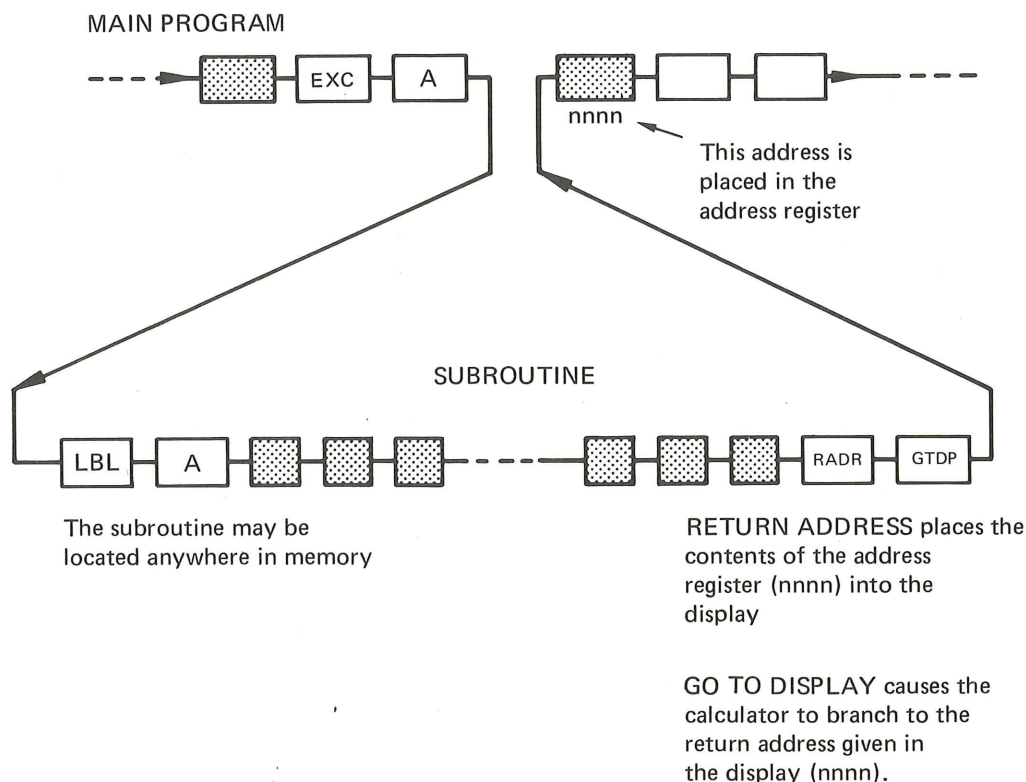 MAIN PROGRAM
EXC
A
nnnn
This address is
placed in the
address register
SUBROUTINE
LBL
A
RADR
GTDP
The subroutine may be
located anywhere in memory
RETURN ADDRESS places the
contents of the address
register (nnnn) into the
display
GO TO DISPLAY causes the
calculator to branch to the
return address given in
the display (nnnn).